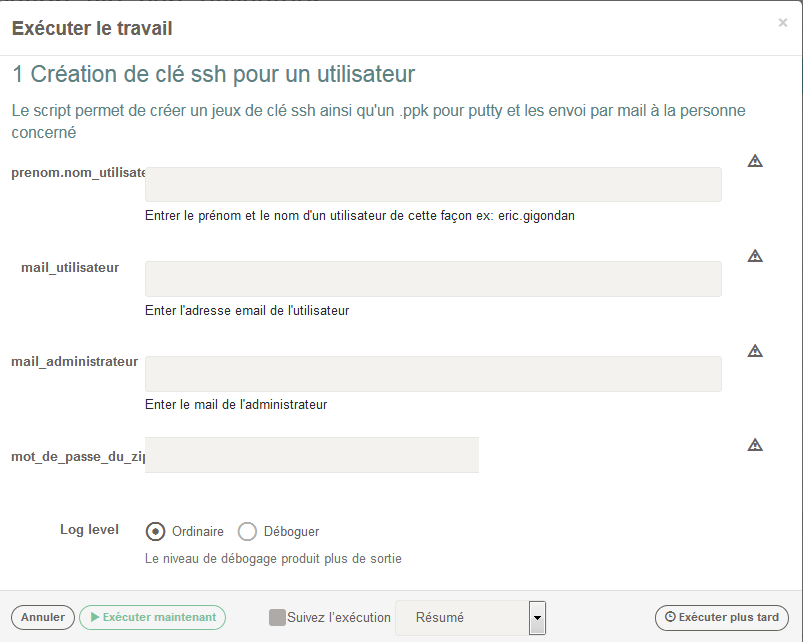 Exécuter le travail
×
1 Création de clé ssh pour un utilisateur
Le script permet de créer un jeux de clé ssh ainsi qu'un .ppk pour putty et les envoi par mail à la personne
concerné
prenom.nom_utilisate
Entrer le prénom et le nom d'un utilisateur de cette façon ex: eric.gigondan
mail_utilisateur
Enter l'adresse email de l'utilisateur
mail_administrateur
Enter le mail de l'administrateur
mot_de_passe_du_zip
Log level Ordinaire Déboguer
Le niveau de débogage produit plus de sortie
Annuler Exécuter maintenant Suivez l'exécution Résumé Exécuter plus tard